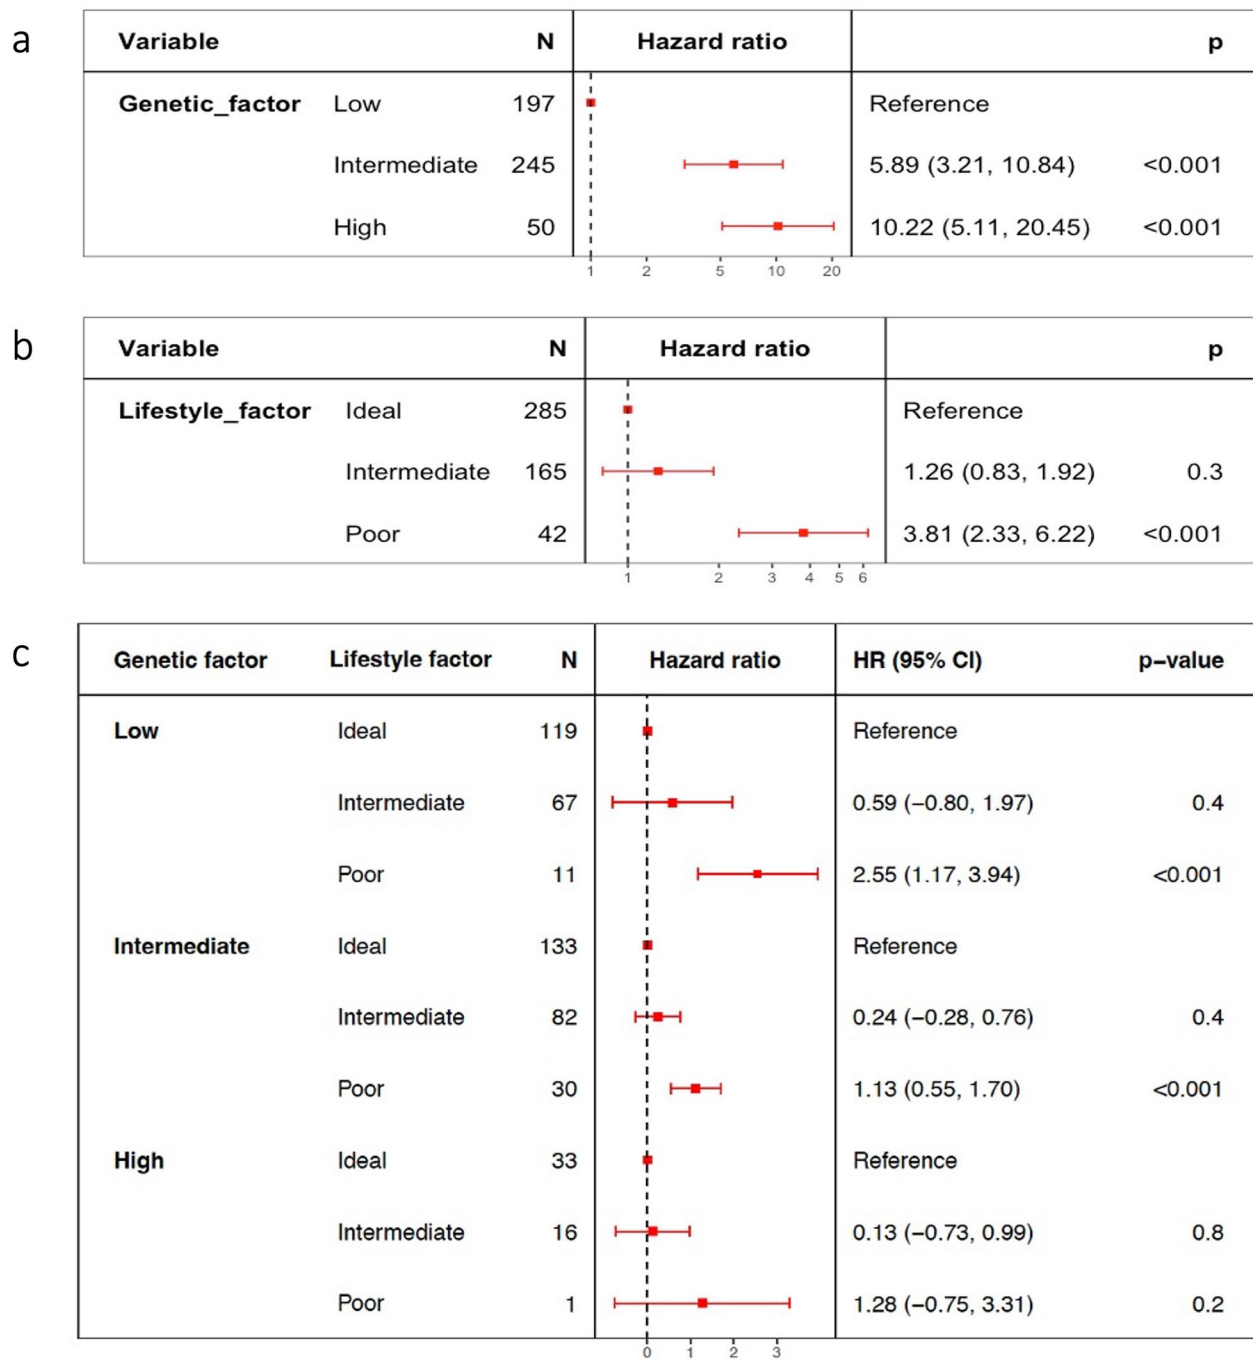 a
Variable N Hazard ratio p
Genetic_factor Low 197 Reference
Intermediate 245 5.89 (3.21, 10.84) <0.001
High 50 10.22 (5.11, 20.45) <0.001
1 2 5 10 20
b
Variable N Hazard ratio p
Lifestyle_factor Ideal 285 Reference
Intermediate 165 1.26 (0.83, 1.92) 0.3
Poor 42 3.81 (2.33, 6.22) <0.001
1 2 3 4 5 6
c
Genetic factor Lifestyle factor N Hazard ratio HR (95% CI) p−value
Low Ideal 119 Reference
Intermediate 67 0.59 (−0.80, 1.97) 0.4
Poor 11 2.55 (1.17, 3.94) <0.001
Intermediate Ideal 133 Reference
Intermediate 82 0.24 (−0.28, 0.76) 0.4
Poor 30 1.13 (0.55, 1.70) <0.001
High Ideal 33 Reference
Intermediate 16 0.13 (−0.73, 0.99) 0.8
Poor 1 1.28 (−0.75, 3.31) 0.2
0 1 2 3